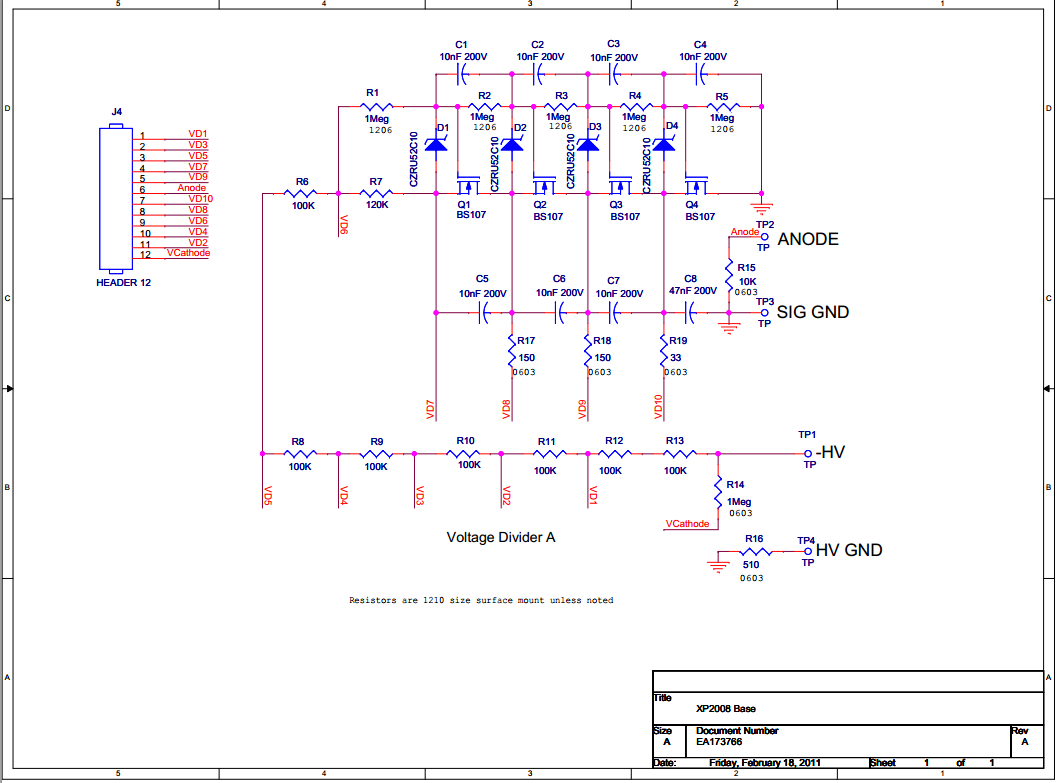 5 4 3 2 1
D D
C C
B B
A A
J4
1 VD1
2 VD3
3 VD5
4 VD7
5 VD9
6 Anode
7 VD10
8 VD8
9 VD6
10 VD4
11 VD2
12 VCathode
HEADER 12
C1
10nF 200V
C2
10nF 200V
C3
10nF 200V
C4
10nF 200V
R1
1Meg
1206
R2
1Meg
1206
R3
1Meg
1206
R4
1Meg
1206
R5
1Meg
1206
D1
CZRU52C10
D2
CZRU52C10
D3
CZRU52C10
D4
CZRU52C10
R6
100K
R7
120K
VD6
Q1
BS107
Q2
BS107
Q3
BS107
Q4
BS107
Anode
TP2
TP
ANODE
R15
10K
0603
TP3
TP
SIG GND
C5
10nF 200V
C6
10nF 200V
C7
10nF 200V
C8
47nF 200V
R17
150
0603
R18
150
0603
R19
33
0603
VD7
VD8
VD9
VD10
R8
100K
R9
100K
R10
100K
R11
100K
R12
100K
R13
100K
TP1
TP
-HV
VD5
VD4
VD3
VD2
VD1
R14
1Meg
0603
VCathode
R16
510
0603
TP4
TP
HV GND
Voltage Divider A
Resistors are 1210 size surface mount unless noted
Title
XP2008 Base
Size
A
Document Number
EA173766
Rev
A
Date: Friday, February 18, 2011 Sheet 1 of 1
5 4 3 2 1